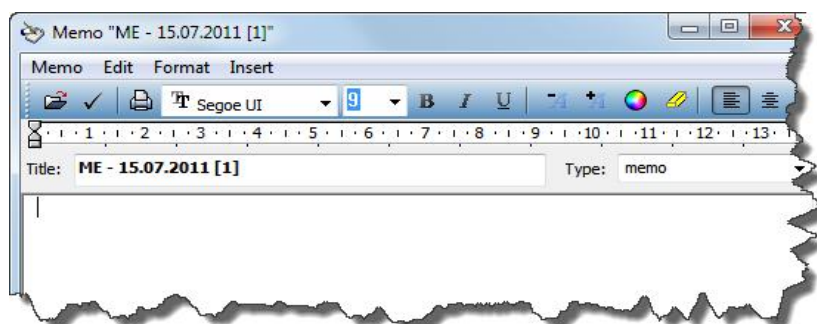 Memo "ME - 15.07.2011 [1]"
Memo Edit Format Insert
Segoe UI 9 B I U
1 2 3 4 5 6 7 8 9 10 11 12 13
Title: ME - 15.07.2011 [1] Type: memo